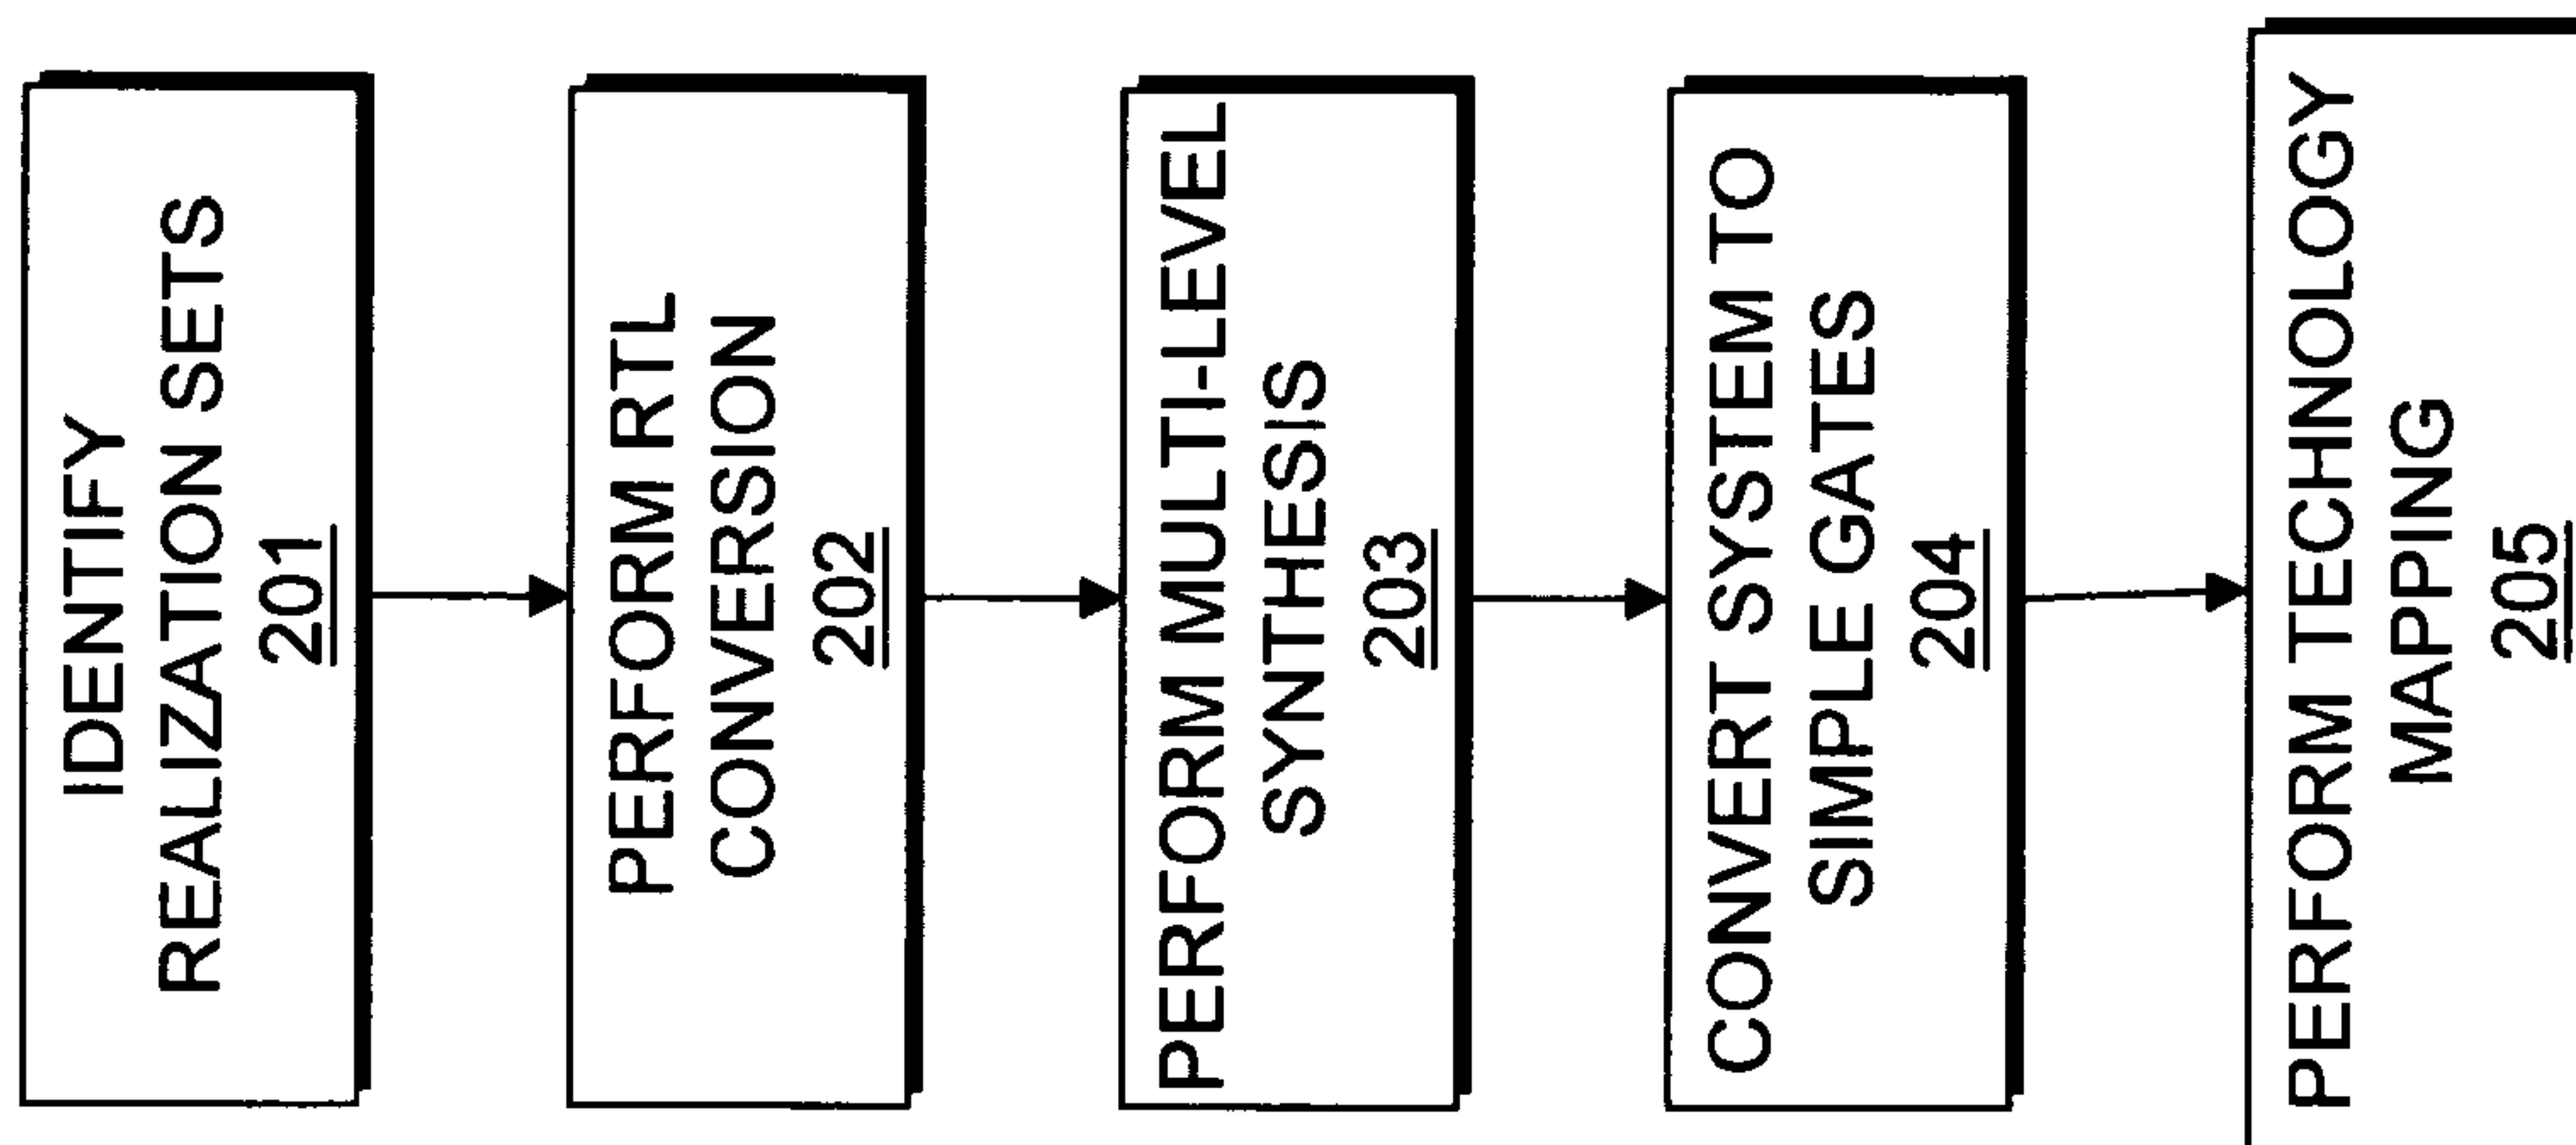 IDENTIFY
REALIZATION SETS
201
PERFORM RTL
CONVERSION
202
PERFORM MULTI-LEVEL
SYNTHESIS
203
CONVERT SYSTEM TO
SIMPLE GATES
204
PERFORM TECHNOLOGY
MAPPING
205